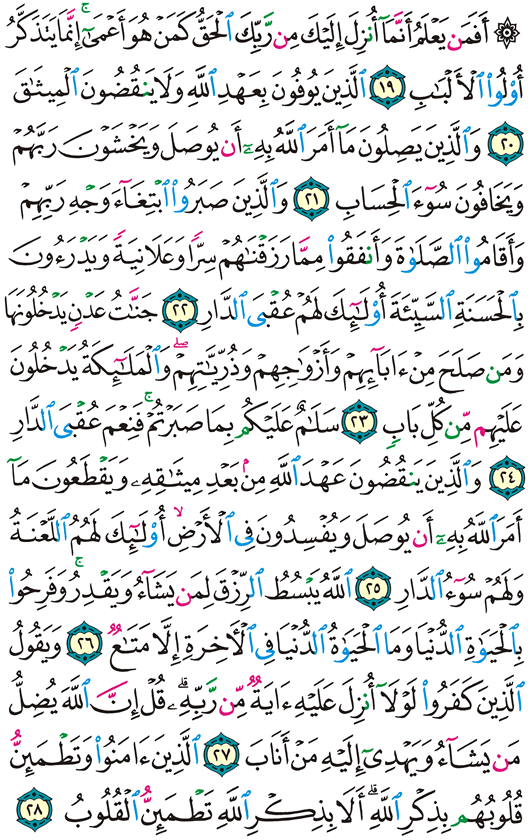 ۞ أَفَمَن يَعۡلَمُ أَنَّمَآ أُنزِلَ إِلَيۡكَ مِن رَّبِّكَ ٱلۡحَقُّ كَمَنۡ هُوَ أَعۡمَىٰٓۚ إِنَّمَا يَتَذَكَّرُ
أُوْلُواْ ٱلۡأَلۡبَٰبِ ١٩ ٱلَّذِينَ يُوفُونَ بِعَهۡدِ ٱللَّهِ وَلَا يَنقُضُونَ ٱلۡمِيثَٰقَ
٢٠ وَٱلَّذِينَ يَصِلُونَ مَآ أَمَرَ ٱللَّهُ بِهِۦٓ أَن يُوصَلَ وَيَخۡشَوۡنَ رَبَّهُمۡ
وَيَخَافُونَ سُوٓءَ ٱلۡحِسَابِ ٢١ وَٱلَّذِينَ صَبَرُواْ ٱبۡتِغَآءَ وَجۡهِ رَبِّهِمۡ
وَأَقَامُواْ ٱلصَّلَوٰةَ وَأَنفَقُواْ مِمَّا رَزَقۡنَٰهُمۡ سِرّٗا وَعَلَانِيَةٗ وَيَدۡرَءُونَ
بِٱلۡحَسَنَةِ ٱلسَّيِّئَةَ أُوْلَٰٓئِكَ لَهُمۡ عُقۡبَى ٱلدَّارِ ٢٢ جَنَّٰتُ عَدۡنٖ يَدۡخُلُونَهَا
وَمَن صَلَحَ مِنۡ ءَابَآئِهِمۡ وَأَزۡوَٰجِهِمۡ وَذُرِّيَّٰتِهِمۡۖ وَٱلۡمَلَٰٓئِكَةُ يَدۡخُلُونَ
عَلَيۡهِم مِّن كُلِّ بَابٖ ٢٣ سَلَٰمٌ عَلَيۡكُم بِمَا صَبَرۡتُمۡۚ فَنِعۡمَ عُقۡبَى ٱلدَّارِ
٢٤ وَٱلَّذِينَ يَنقُضُونَ عَهۡدَ ٱللَّهِ مِنۢ بَعۡدِ مِيثَٰقِهِۦ وَيَقۡطَعُونَ مَآ
أَمَرَ ٱللَّهُ بِهِۦٓ أَن يُوصَلَ وَيُفۡسِدُونَ فِي ٱلۡأَرۡضِۙ أُوْلَٰٓئِكَ لَهُمُ ٱللَّعۡنَةُ
وَلَهُمۡ سُوٓءُ ٱلدَّارِ ٢٥ ٱللَّهُ يَبۡسُطُ ٱلرِّزۡقَ لِمَن يَشَآءُ وَيَقۡدِرُۚ وَفَرِحُواْ
بِٱلۡحَيَوٰةِ ٱلدُّنۡيَا وَمَا ٱلۡحَيَوٰةُ ٱلدُّنۡيَا فِي ٱلۡأٓخِرَةِ إِلَّا مَتَٰعٞ ٢٦ وَيَقُولُ
ٱلَّذِينَ كَفَرُواْ لَوۡلَآ أُنزِلَ عَلَيۡهِ ءَايَةٞ مِّن رَّبِّهِۦۚ قُلۡ إِنَّ ٱللَّهَ يُضِلُّ
مَن يَشَآءُ وَيَهۡدِيٓ إِلَيۡهِ مَنۡ أَنَابَ ٢٧ ٱلَّذِينَ ءَامَنُواْ وَتَطۡمَئِنُّ
قُلُوبُهُم بِذِكۡرِ ٱللَّهِۗ أَلَا بِذِكۡرِ ٱللَّهِ تَطۡمَئِنُّ ٱلۡقُلُوبُ ٢٨